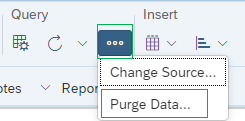 Query Insert
Change Source...
otes Repor
Purge Data...